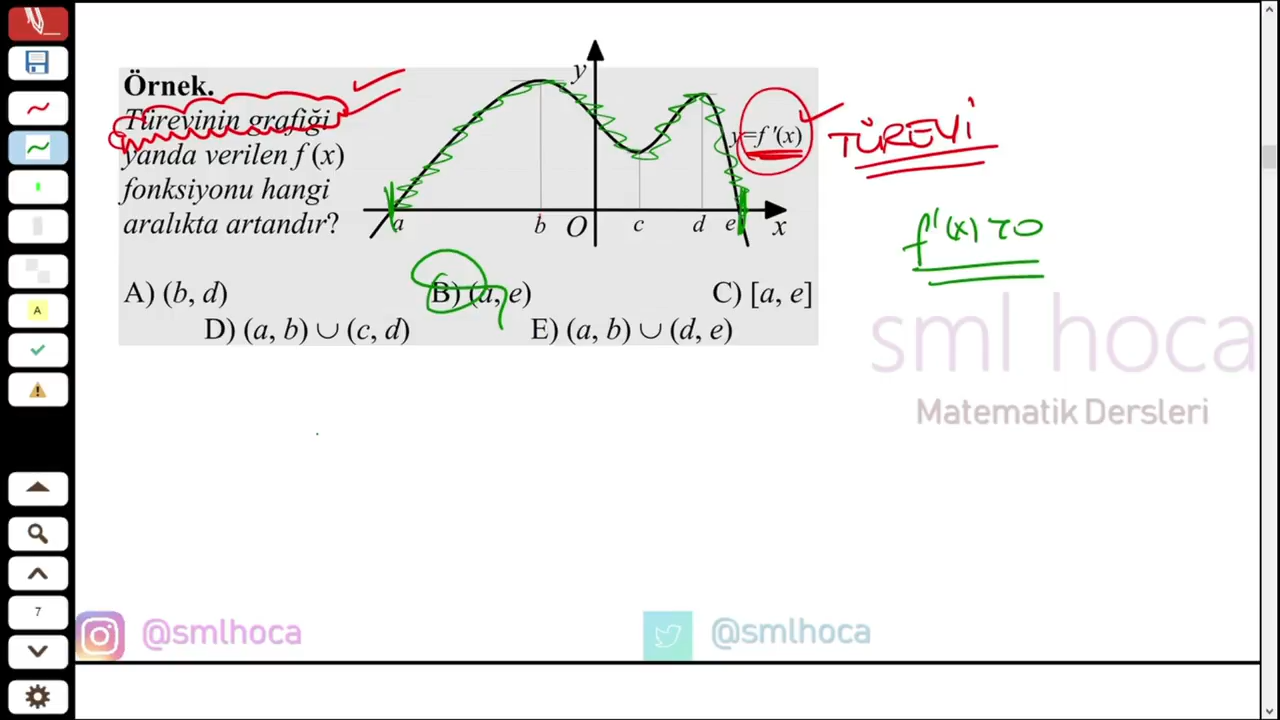 Örnek.
Türevinin grafiği
yanda verilen f (x)
fonksiyonu hangi
aralıkta artandır?
y
y=f '(x)
a b O c d e x
TÜREVİ
f'(x) > 0
A) (b, d) B) (a, e) C) [a, e]
D) (a, b) ∪ (c, d) E) (a, b) ∪ (d, e)
sml hoca
Matematik Dersleri
A
7
@smlhoca @smlhoca